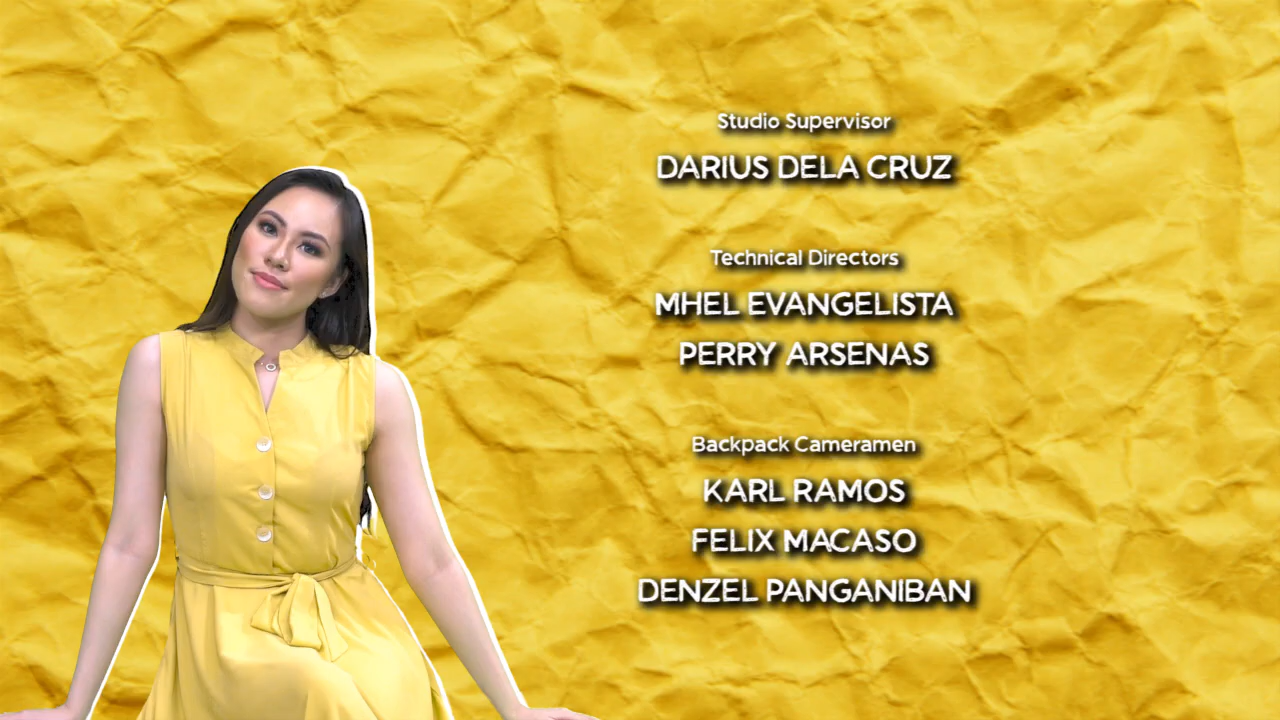 Studio Supervisor
DARIUS DELA CRUZ
Technical Directors
MHEL EVANGELISTA
PERRY ARSENAS
Backpack Cameramen
KARL RAMOS
FELIX MACASO
DENZEL PANGANIBAN